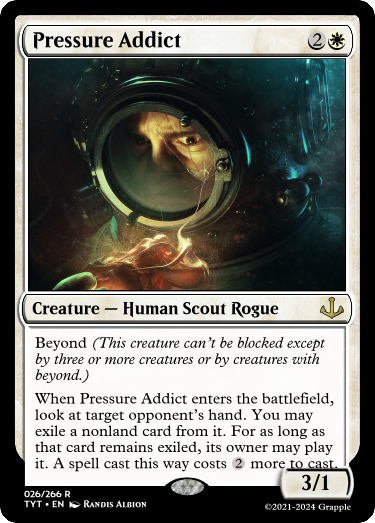 Pressure Addict 2
Creature — Human Scout Rogue
Beyond (This creature can't be blocked except
by three or more creatures or by creatures with
beyond.)
When Pressure Addict enters the battlefield,
look at target opponent's hand. You may
exile a nonland card from it. For as long as
that card remains exiled, its owner may play
it. A spell cast this way costs 2 more to cast.
3/1
026/266 R
TYT • EN Randis Albion
©2021-2024 Grapple